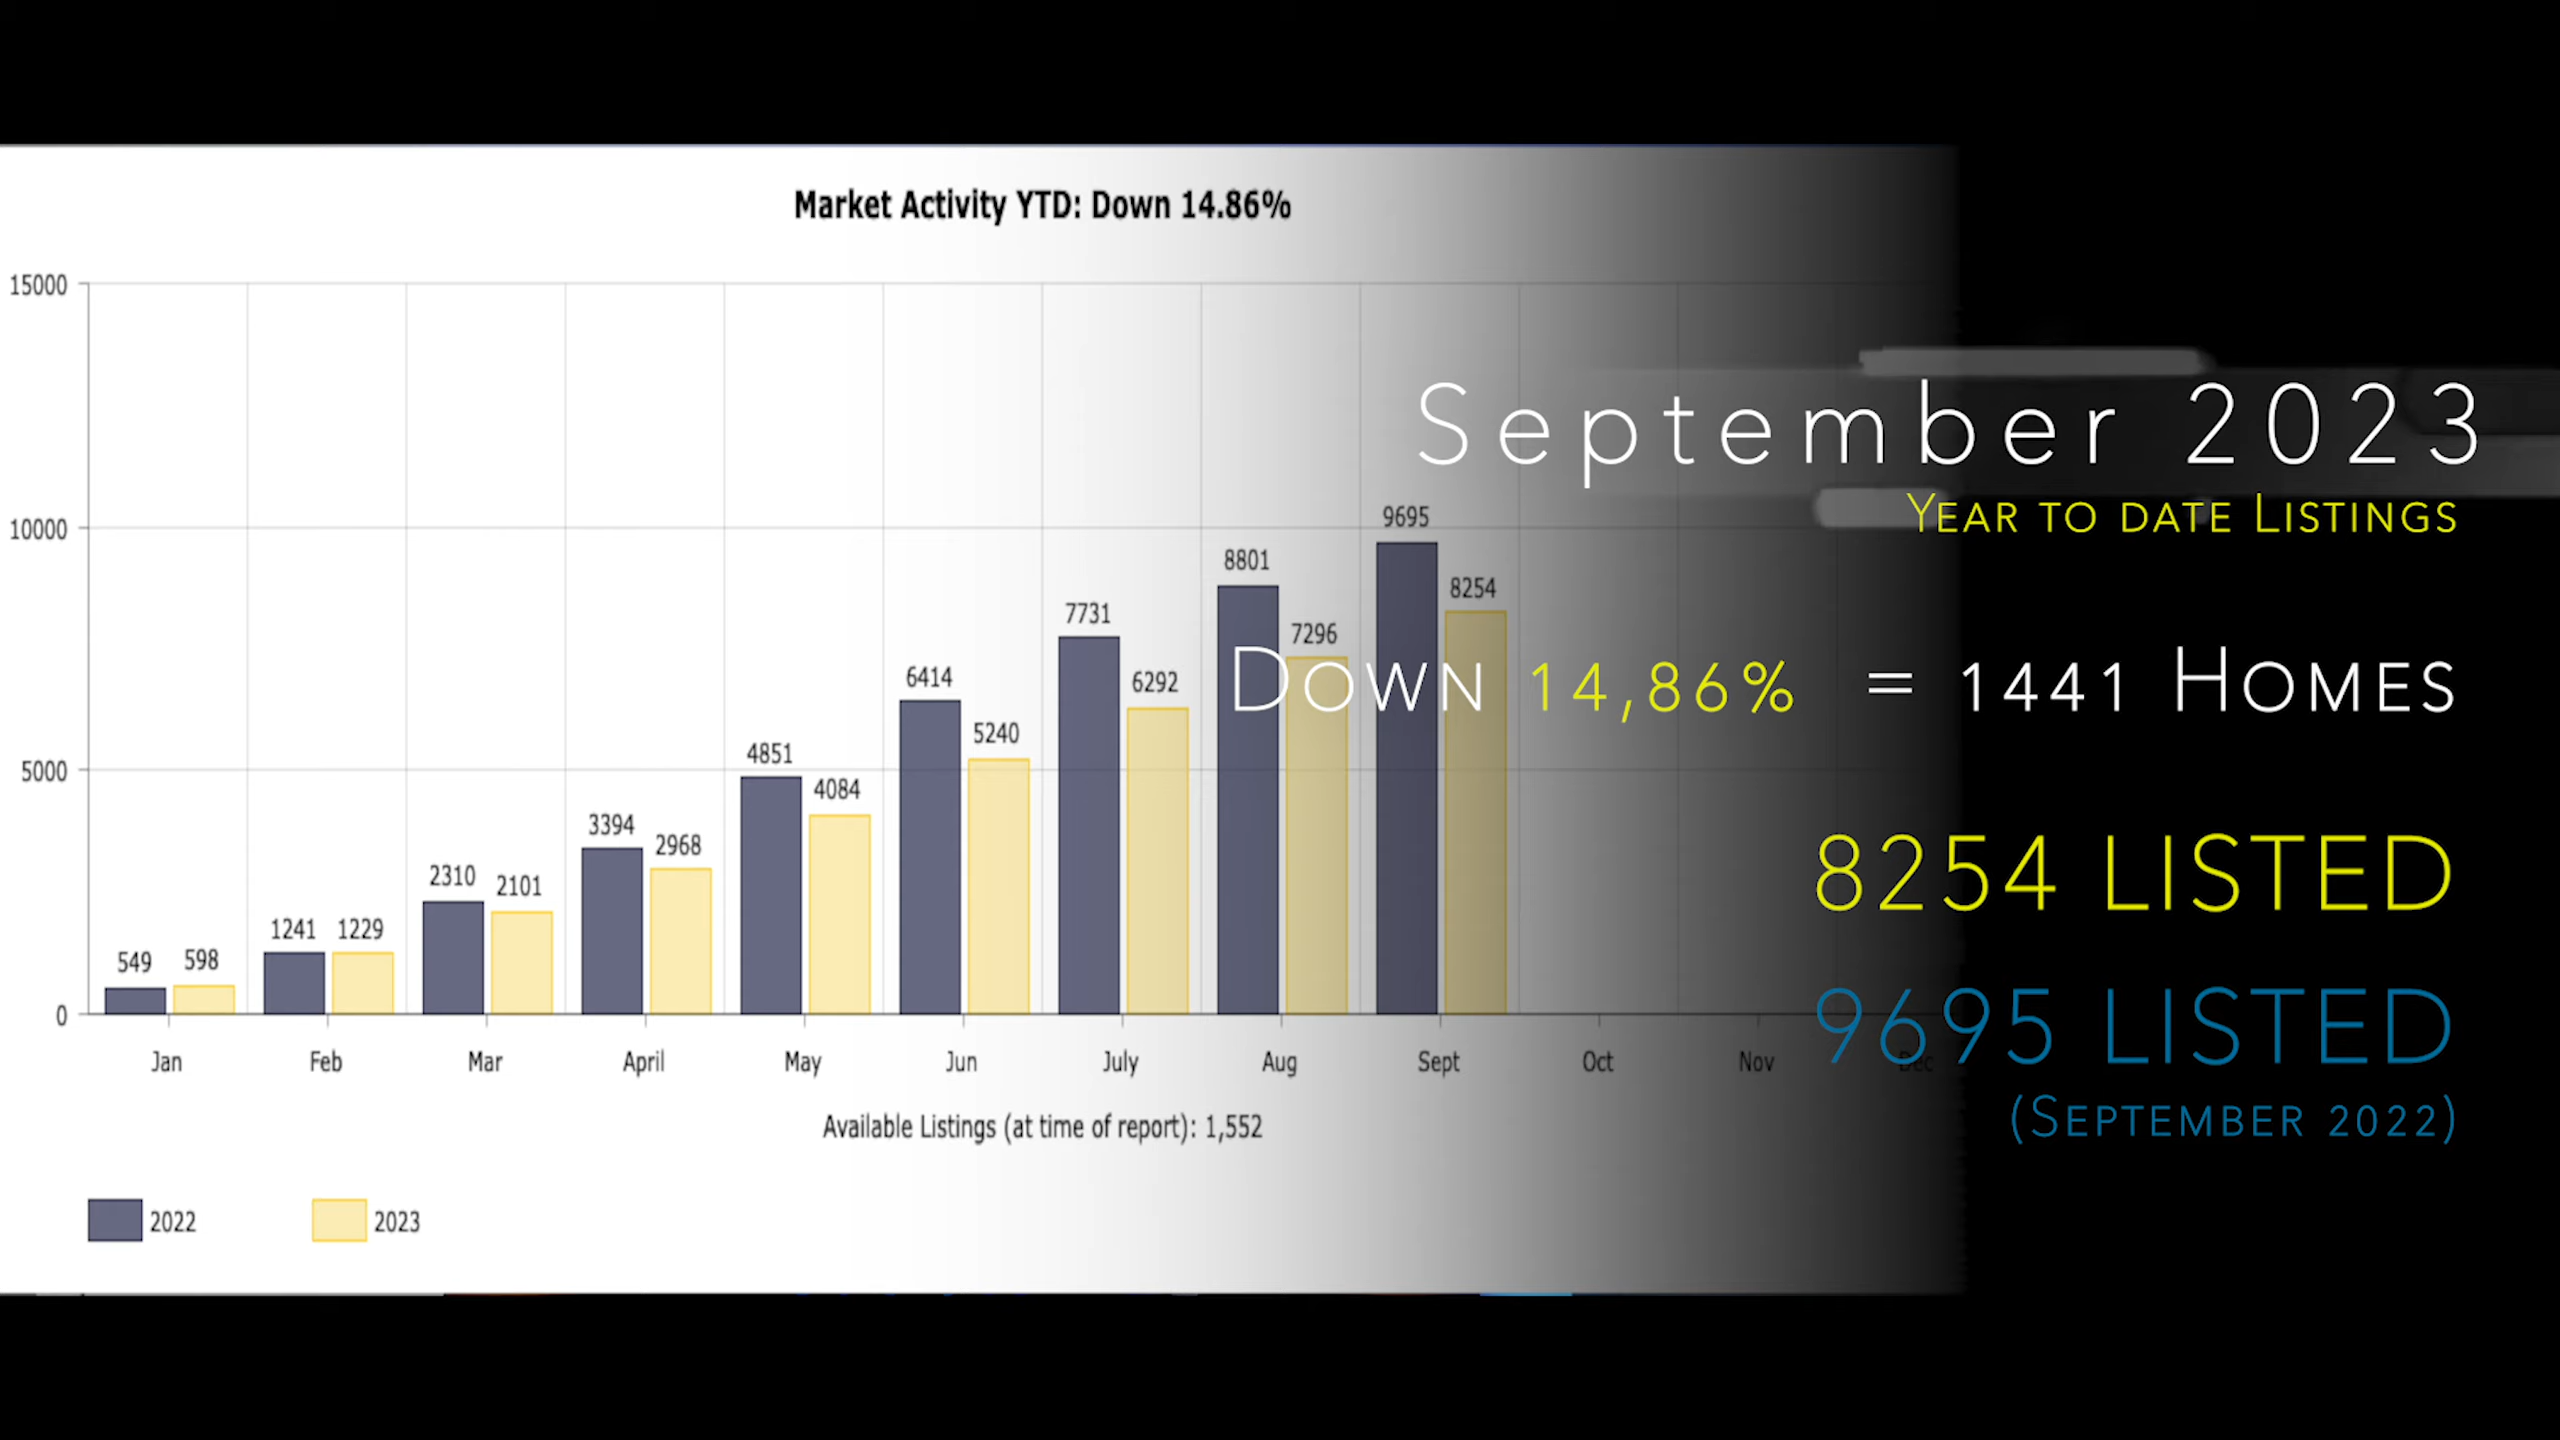 Market Activity YTD: Down 14.86%
15000
10000
5000
0
549
598
1241
1229
2310
2101
3394
2968
4851
4084
6414
5240
7731
6292
8801
7296
9695
8254
Jan
Feb
Mar
April
May
Jun
July
Aug
Sept
Oct
Nov
Dec
Available Listings (at time of report): 1,552
2022
2023
September 2023
Year to date Listings
Down 14,86% = 1441 Homes
8254 LISTED
9695 LISTED
(September 2022)